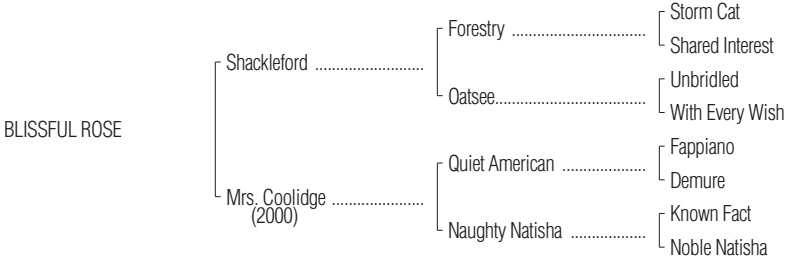 Storm Cat
Forestry ................................
Shared Interest
Shackleford ..........................
Unbridled
Oatsee....................................
With Every Wish
BLISSFUL ROSE
Fappiano
Quiet American ....................
Demure
Mrs. Coolidge ......................
(2000)
Known Fact
Naughty Natisha ..................
Noble Natisha